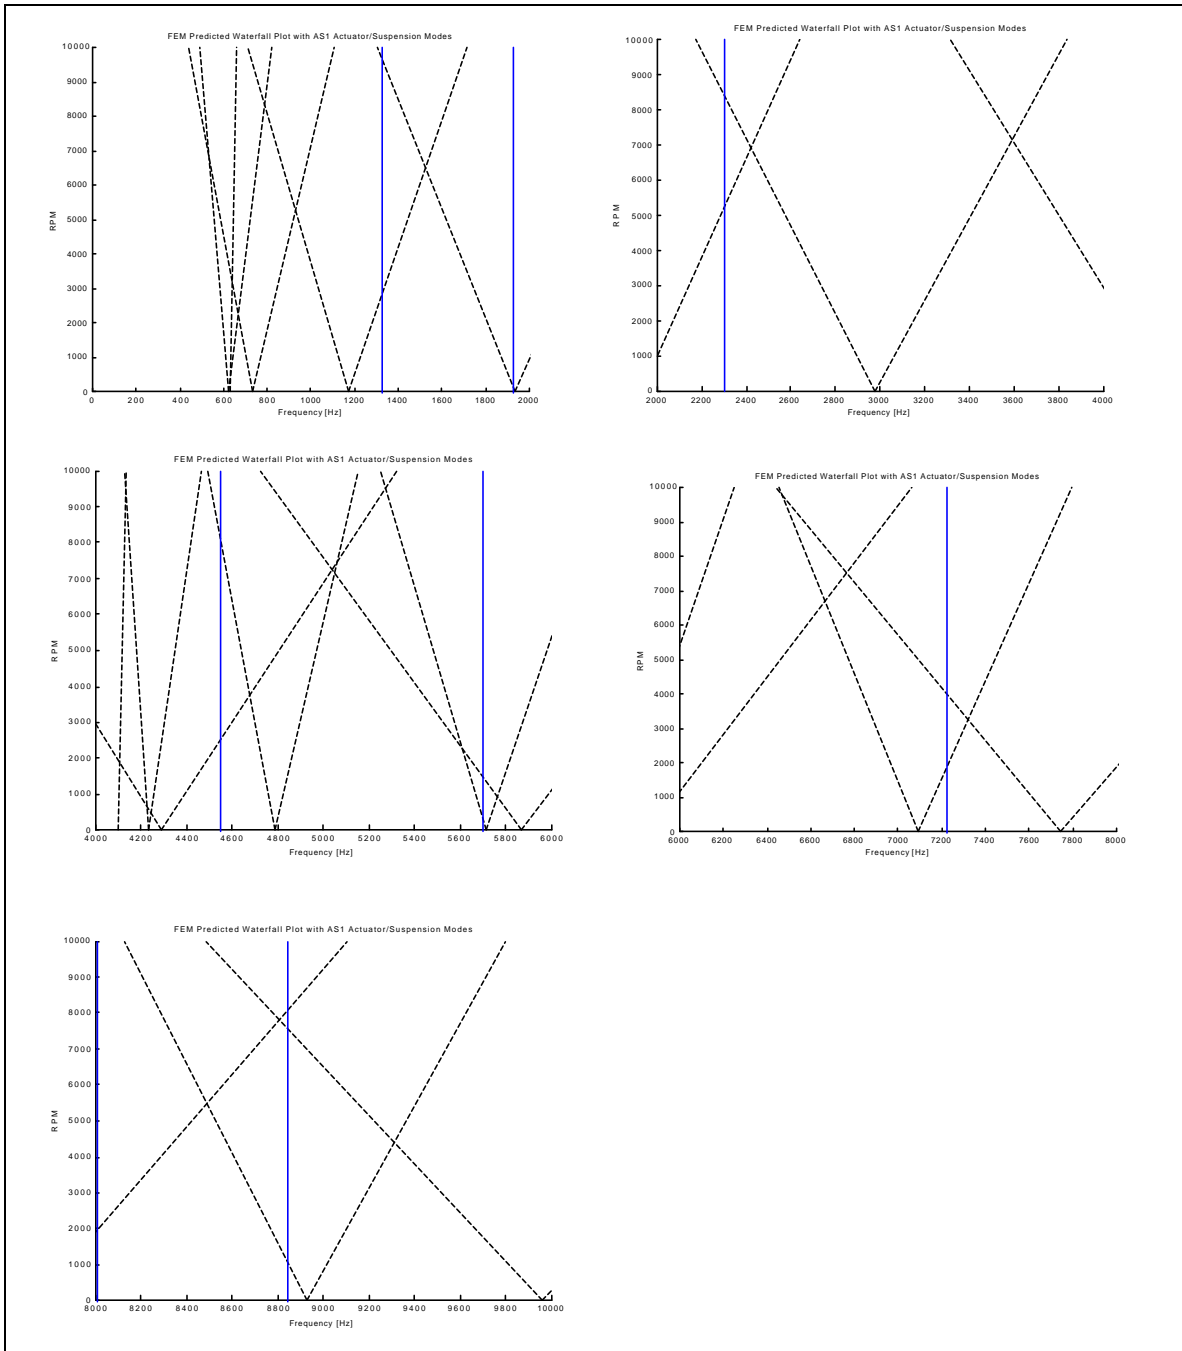 FEM Predicted Waterfall Plot with AS1 Actuator/Suspension Modes
10000
9000
8000
7000
6000
5000
4000
3000
2000
1000
0
RPM
0 200 400 600 800 1000 1200 1400 1600 1800 2000
Frequency [Hz]
FEM Predicted Waterfall Plot with AS1 Actuator/Suspension Modes
10000
9000
8000
7000
6000
5000
4000
3000
2000
1000
0
RPM
2000 2200 2400 2600 2800 3000 3200 3400 3600 3800 4000
Frequency [Hz]
FEM Predicted Waterfall Plot with AS1 Actuator/Suspension Modes
10000
9000
8000
7000
6000
5000
4000
3000
2000
1000
0
RPM
4000 4200 4400 4600 4800 5000 5200 5400 5600 5800 6000
Frequency [Hz]
FEM Predicted Waterfall Plot with AS1 Actuator/Suspension Modes
10000
9000
8000
7000
6000
5000
4000
3000
2000
1000
0
RPM
6000 6200 6400 6600 6800 7000 7200 7400 7600 7800 8000
Frequency [Hz]
FEM Predicted Waterfall Plot with AS1 Actuator/Suspension Modes
10000
9000
8000
7000
6000
5000
4000
3000
2000
1000
0
RPM
8000 8200 8400 8600 8800 9000 9200 9400 9600 9800 10000
Frequency [Hz]